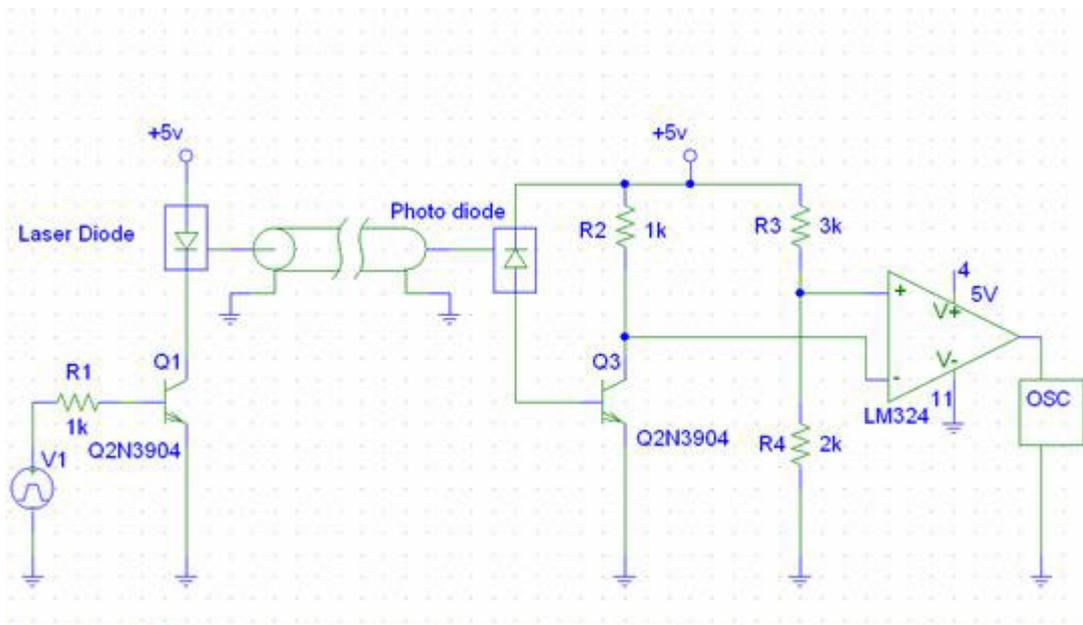 +5v
+5v
Laser Diode
Photo diode
R2
1k
R3
3k
+
4
5V
V+
Q1
Q3
V-
-
R1
1k
Q2N3904
V1
Q2N3904
R4
2k
LM324
11
OSC